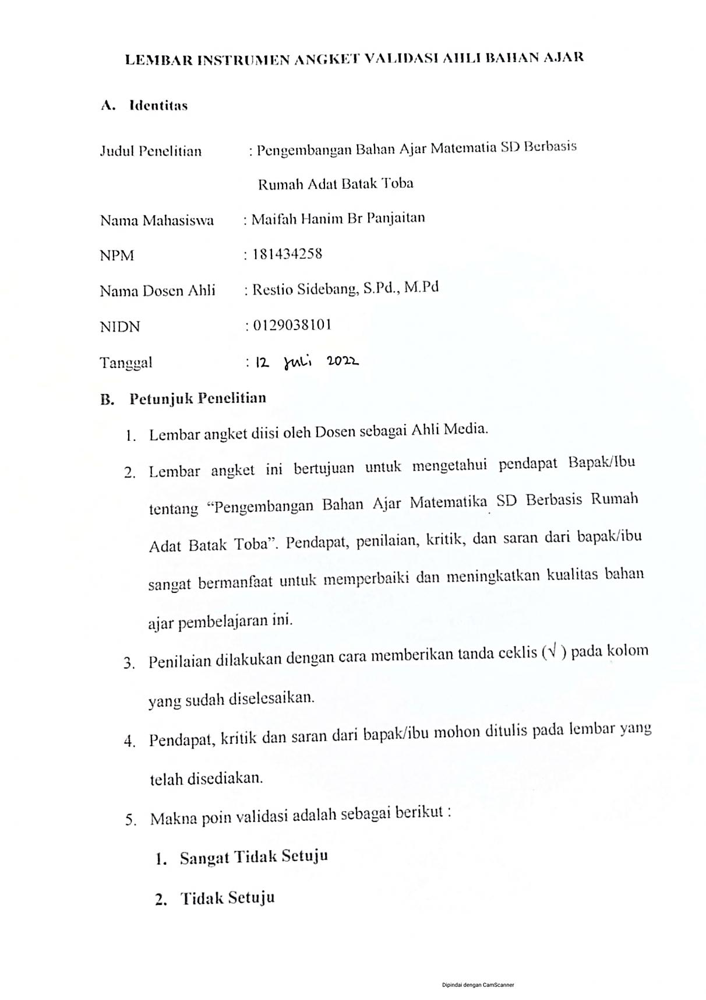 LEMBAR INSTRUMEN ANGKET VALIDASI AHLI BAHAN AJAR
A. Identitas
Judul Penelitian : Pengembangan Bahan Ajar Matematia SD Berbasis
Rumah Adat Batak Toba
Nama Mahasiswa : Maifah Hanim Br Panjaitan
NPM : 181434258
Nama Dosen Ahli : Restio Sidebang, S.Pd., M.Pd
NIDN : 0129038101
Tanggal : 12 Juli 2022
B. Petunjuk Penelitian
1. Lembar angket diisi oleh Dosen sebagai Ahli Media.
2. Lembar angket ini bertujuan untuk mengetahui pendapat Bapak/Ibu
tentang “Pengembangan Bahan Ajar Matematika SD Berbasis Rumah
Adat Batak Toba”. Pendapat, penilaian, kritik, dan saran dari bapak/ibu
sangat bermanfaat untuk memperbaiki dan meningkatkan kualitas bahan
ajar pembelajaran ini.
3. Penilaian dilakukan dengan cara memberikan tanda ceklis (√ ) pada kolom
yang sudah diselesaikan.
4. Pendapat, kritik dan saran dari bapak/ibu mohon ditulis pada lembar yang
telah disediakan.
5. Makna poin validasi adalah sebagai berikut :
1. Sangat Tidak Setuju
2. Tidak Setuju
Dipindai dengan CamScanner